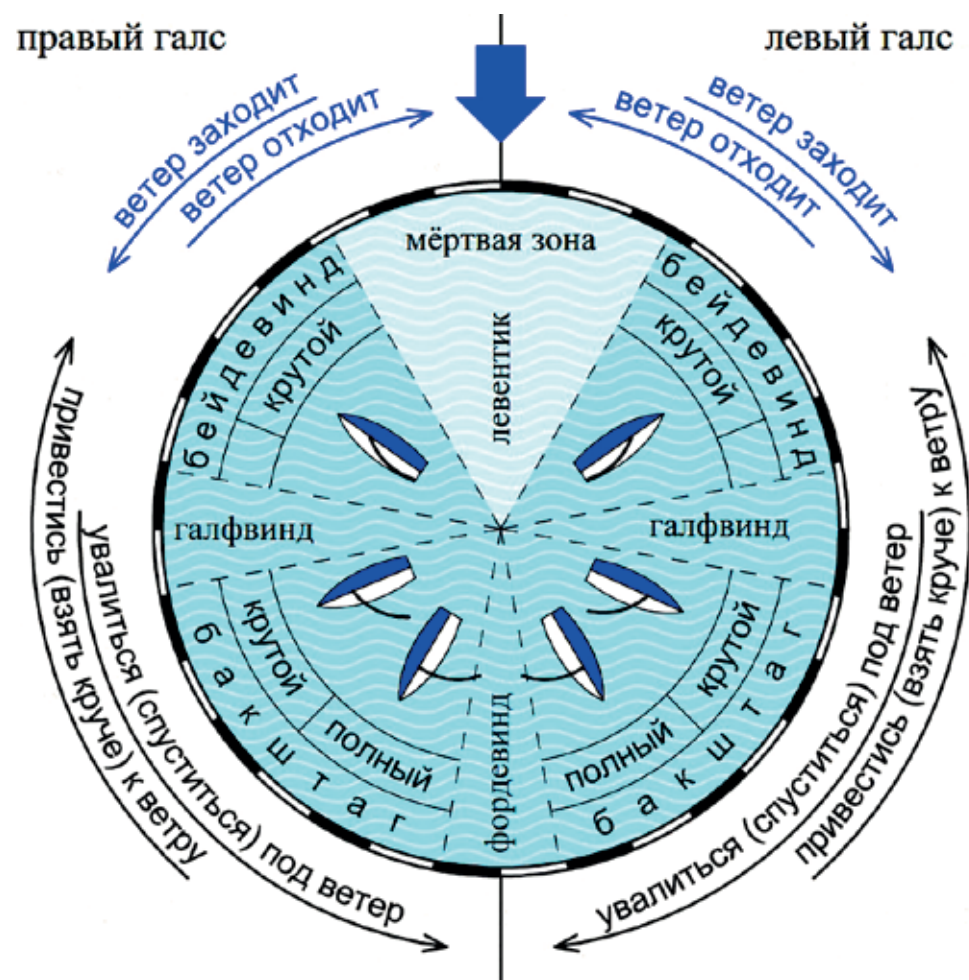 правый галс
левый галс
ветер заходит
ветер отходит
ветер заходит
ветер отходит
мёртвая зона
левентик
бейдевинд
крутой
бейдевинд
крутой
галфвинд
галфвинд
крутой
полный
бакштаг
крутой
полный
бакштаг
фордевинд
привестись (взять круче) к ветру
увалиться (спуститься) под ветер
увалиться (спуститься) под ветер
привестись (взять круче) к ветру